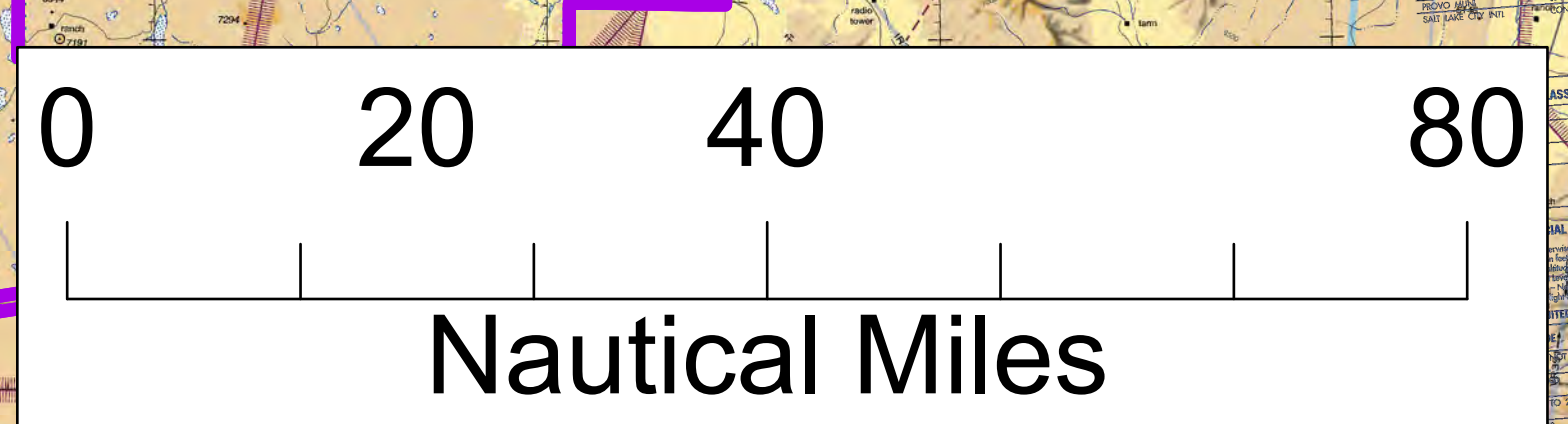 7294
radio
tower
ranch
7191
farm
PROVO MUNI
SALT LAKE CITY INTL
0 20 40 80
Nautical Miles